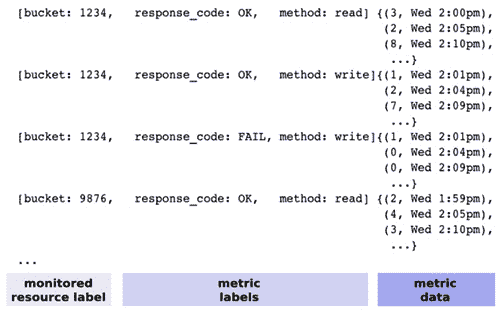 [bucket: 1234, response_code: OK, method: read] {(3, Wed 2:00pm),
(2, Wed 2:05pm),
(8, Wed 2:10pm),
...}
[bucket: 1234, response_code: OK, method: write]{(1, Wed 2:01pm),
(2, Wed 2:04pm),
(7, Wed 2:09pm),
...}
[bucket: 1234, response_code: FAIL, method: write]{(1, Wed 2:01pm),
(0, Wed 2:04pm),
(0, Wed 2:09pm),
...}
[bucket: 9876, response_code: OK, method: read] {(2, Wed 1:59pm),
(4, Wed 2:05pm),
(3, Wed 2:10pm),
...}
...
monitored resource label
metric labels
metric data